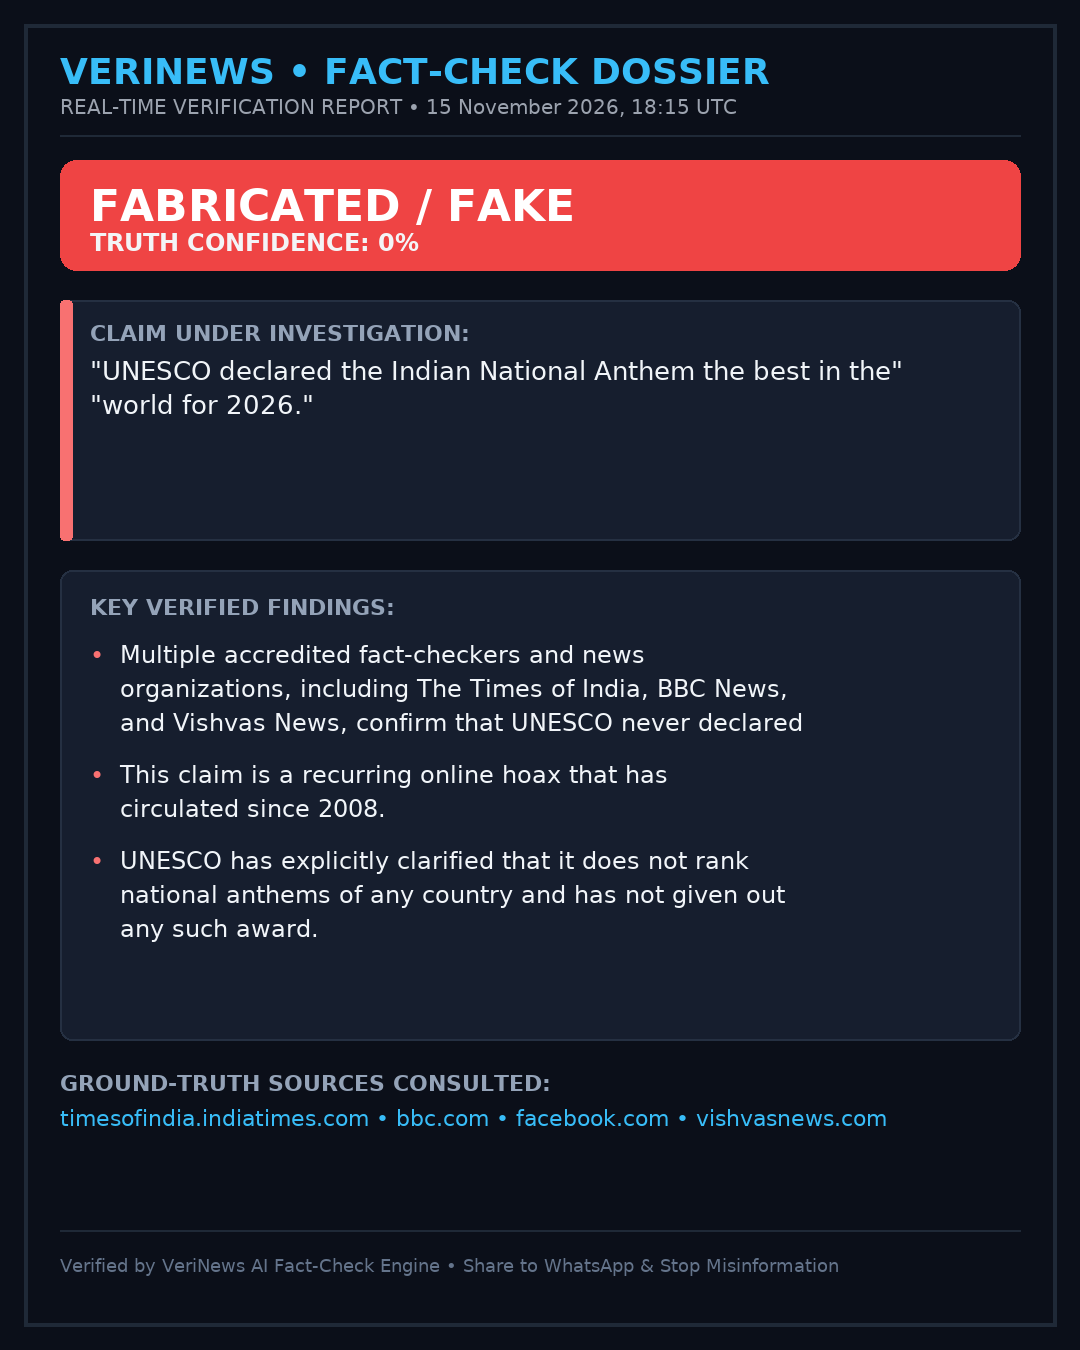 VERINEWS • FACT-CHECK DOSSIER
REAL-TIME VERIFICATION REPORT • 15 November 2026, 18:15 UTC
FABRICATED / FAKE
TRUTH CONFIDENCE: 0%
CLAIM UNDER INVESTIGATION:
"UNESCO declared the Indian National Anthem the best in the"
"world for 2026."
KEY VERIFIED FINDINGS:
• Multiple accredited fact-checkers and news
organizations, including The Times of India, BBC News,
and Vishvas News, confirm that UNESCO never declared
• This claim is a recurring online hoax that has
circulated since 2008.
• UNESCO has explicitly clarified that it does not rank
national anthems of any country and has not given out
any such award.
GROUND-TRUTH SOURCES CONSULTED:
timesofindia.indiatimes.com • bbc.com • facebook.com • vishvasnews.com
Verified by VeriNews AI Fact-Check Engine • Share to WhatsApp & Stop Misinformation